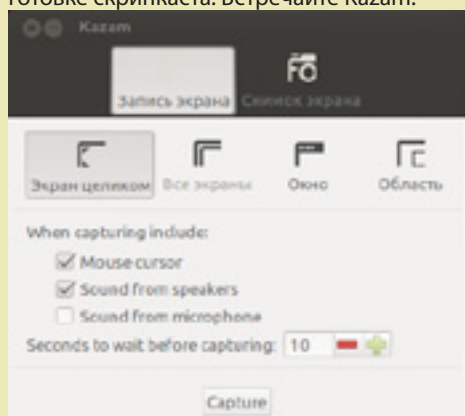 готовке скринкаста. Встречайте Kazam.
Kazam
Запись экрана Снимок экрана
Экран целиком Все экраны Окно Область
When capturing include:
Mouse cursor
Sound from speakers
Sound from microphone
Seconds to wait before capturing: 10
Capture